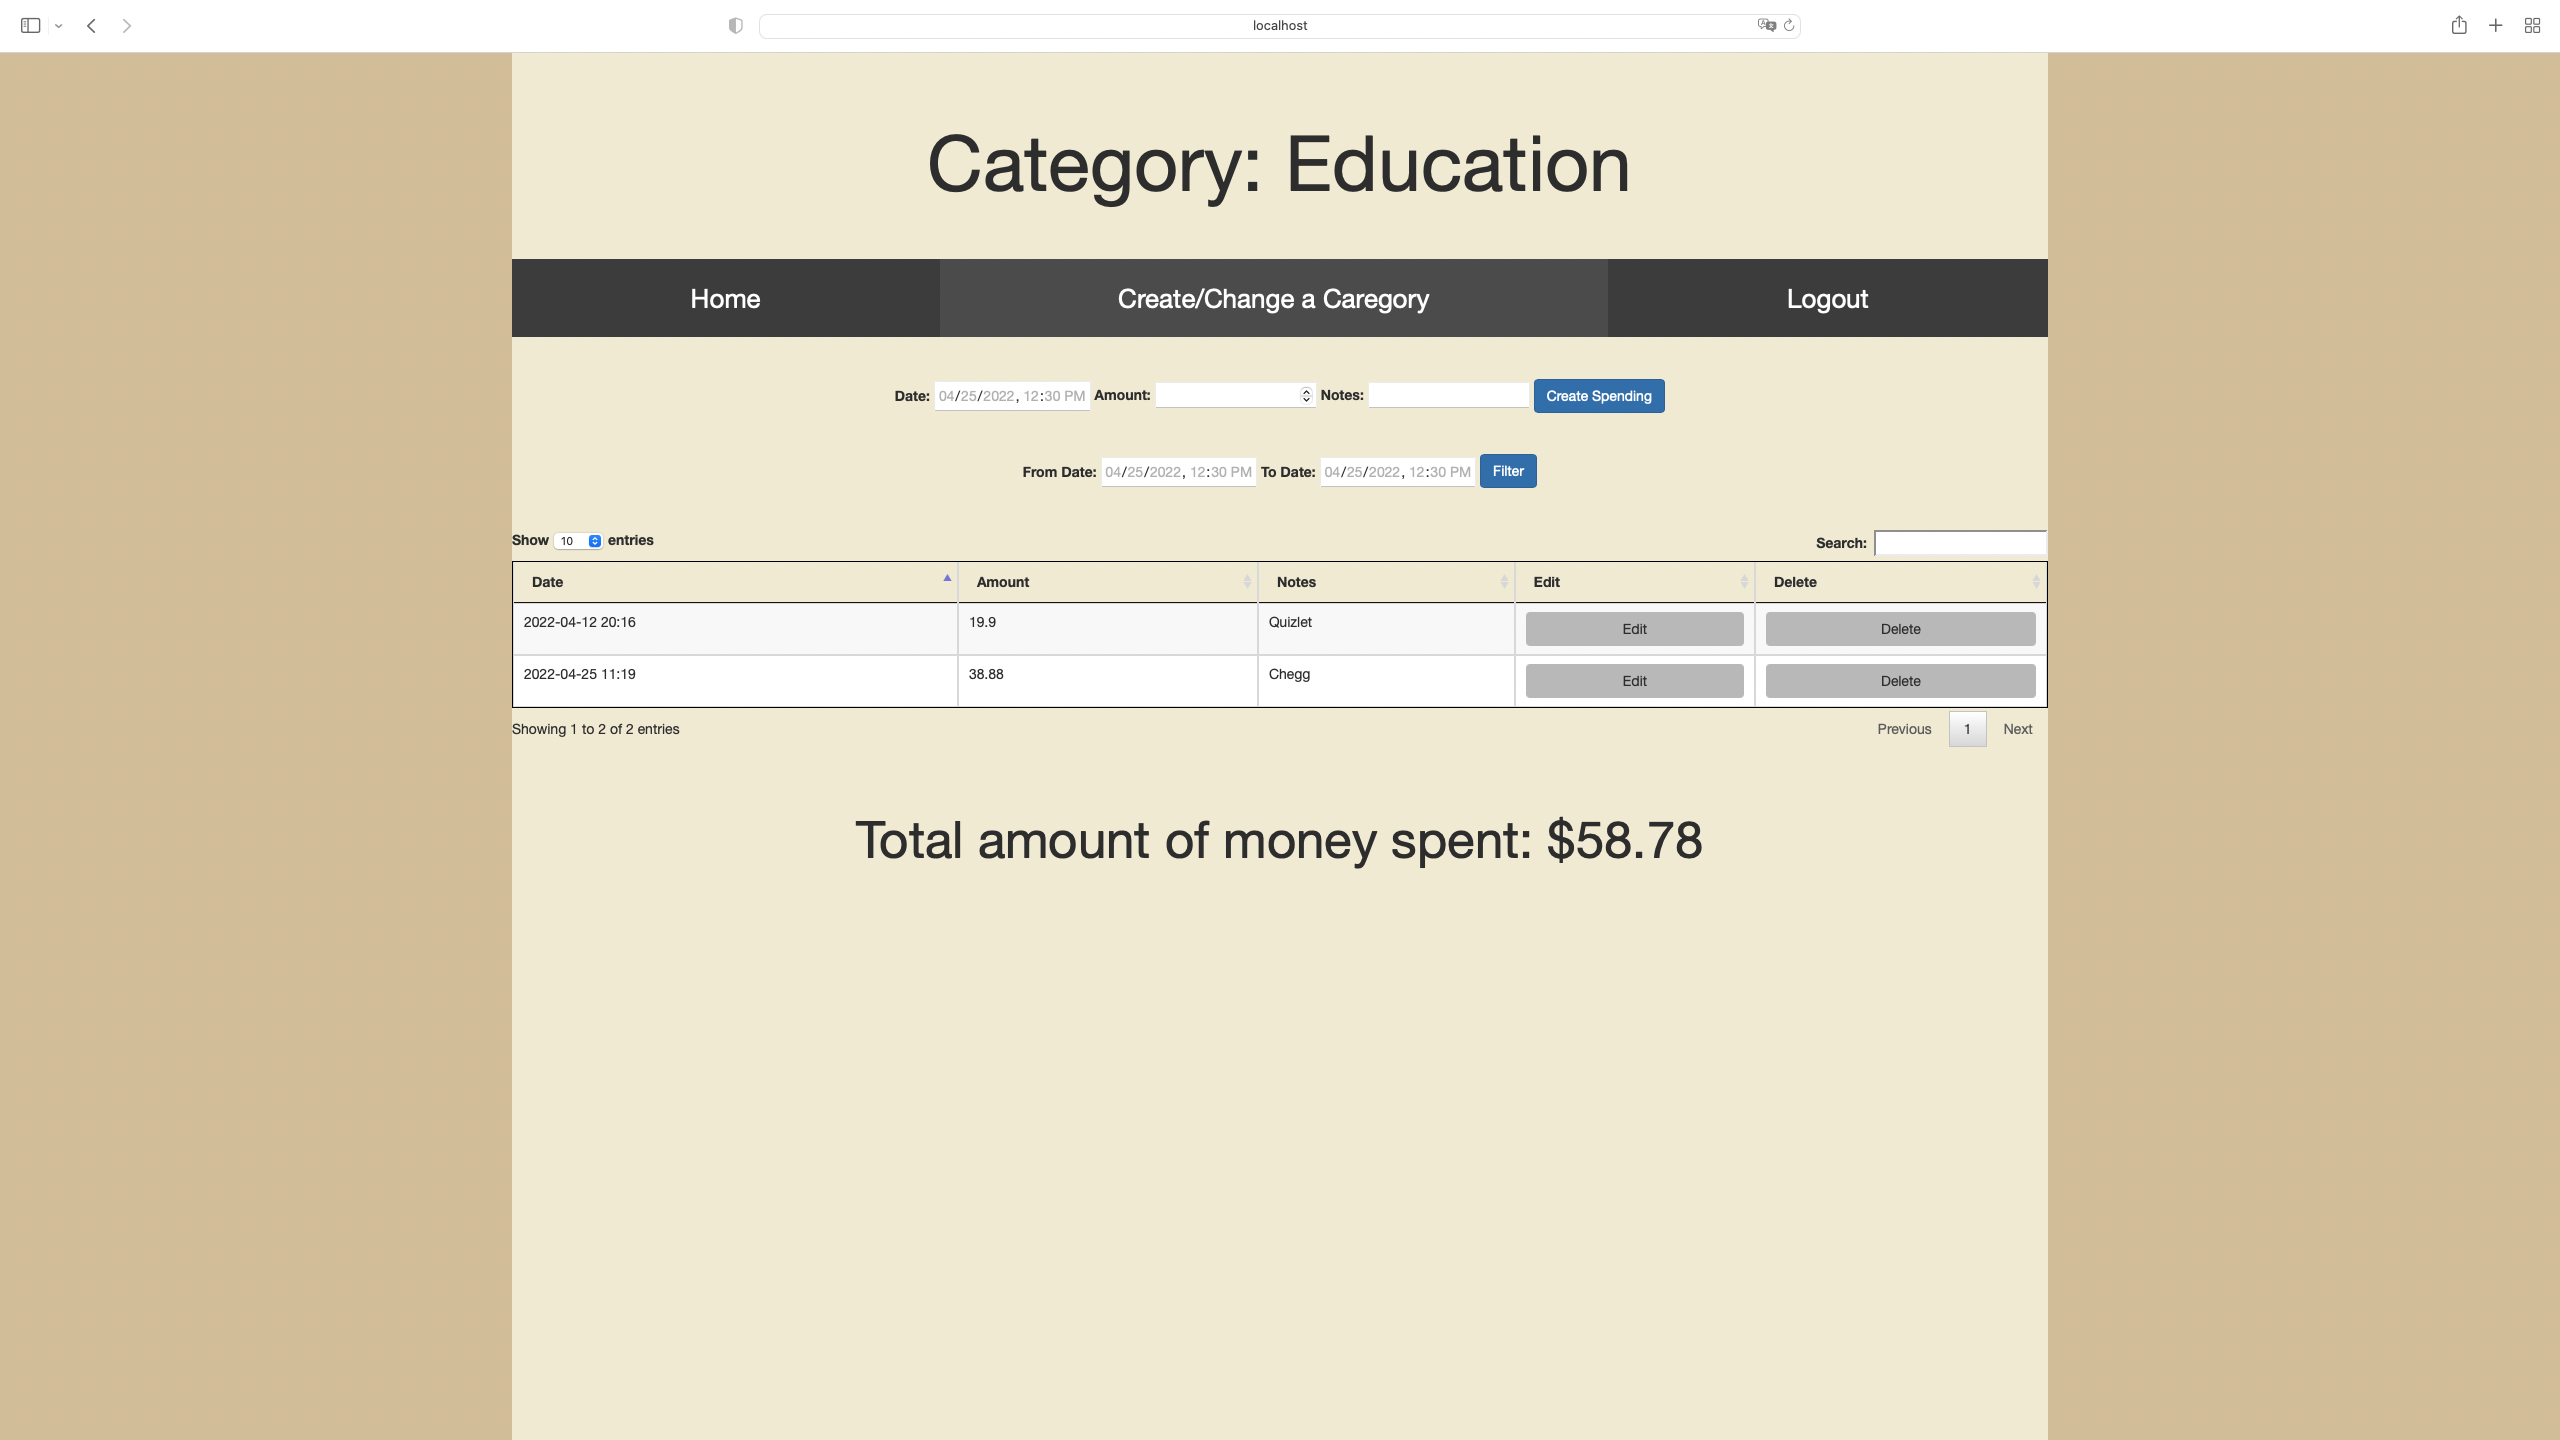 localhost
Category: Education
Home Create/Change a Caregory Logout
Date: 04/25/2022, 12:30 PM Amount: Notes: Create Spending
From Date: 04/25/2022, 12:30 PM To Date: 04/25/2022, 12:30 PM Filter
Show 10 entries Search:
Date Amount Notes Edit Delete
2022-04-12 20:16 19.9 Quizlet Edit Delete
2022-04-25 11:19 38.88 Chegg Edit Delete
Showing 1 to 2 of 2 entries Previous 1 Next
Total amount of money spent: $58.78